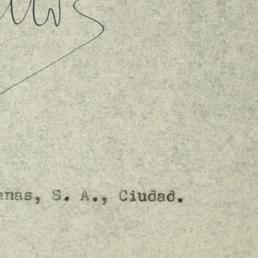 anas, S. A., Ciudad.